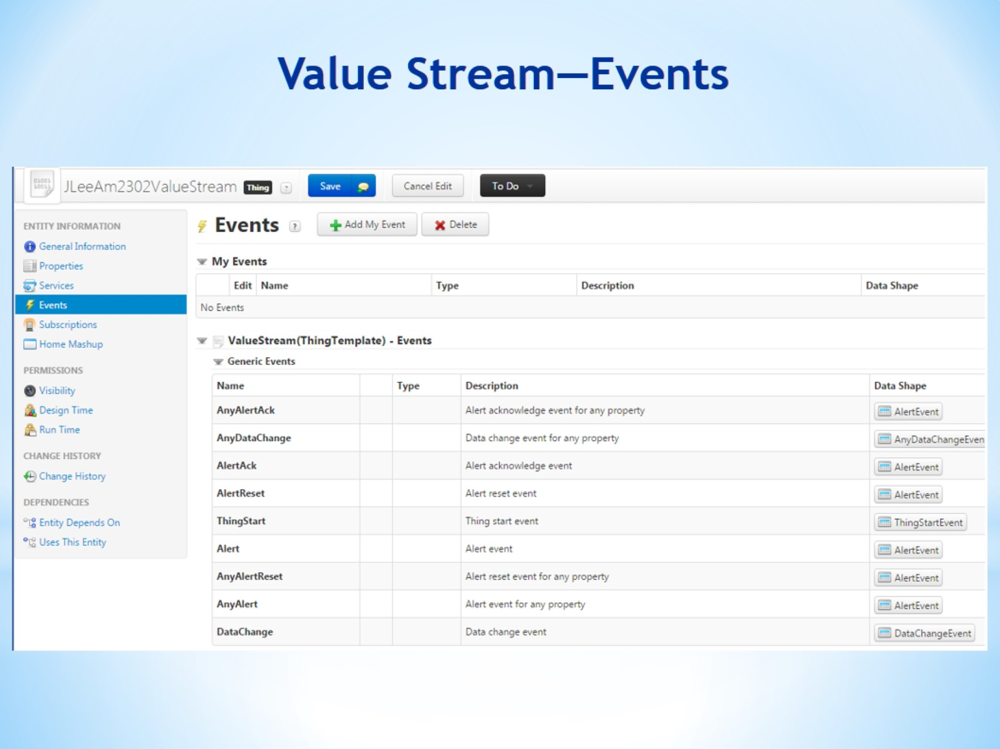 Value Stream—Events
JLeeAm2302ValueStream Thing ? Save Cancel Edit To Do
ENTITY INFORMATION
General Information
Properties
Services
Events
Subscriptions
Home Mashup
PERMISSIONS
Visibility
Design Time
Run Time
CHANGE HISTORY
Change History
DEPENDENCIES
Entity Depends On
Uses This Entity
Events ? Add My Event Delete
My Events
Edit Name Type Description Data Shape
No Events
ValueStream(ThingTemplate) - Events
Generic Events
Name Type Description Data Shape
AnyAlertAck Alert acknowledge event for any property AlertEvent
AnyDataChange Data change event for any property AnyDataChangeEven
AlertAck Alert acknowledge event AlertEvent
AlertReset Alert reset event AlertEvent
ThingStart Thing start event ThingStartEvent
Alert Alert event AlertEvent
AnyAlertReset Alert reset event for any property AlertEvent
AnyAlert Alert event for any property AlertEvent
DataChange Data change event DataChangeEvent